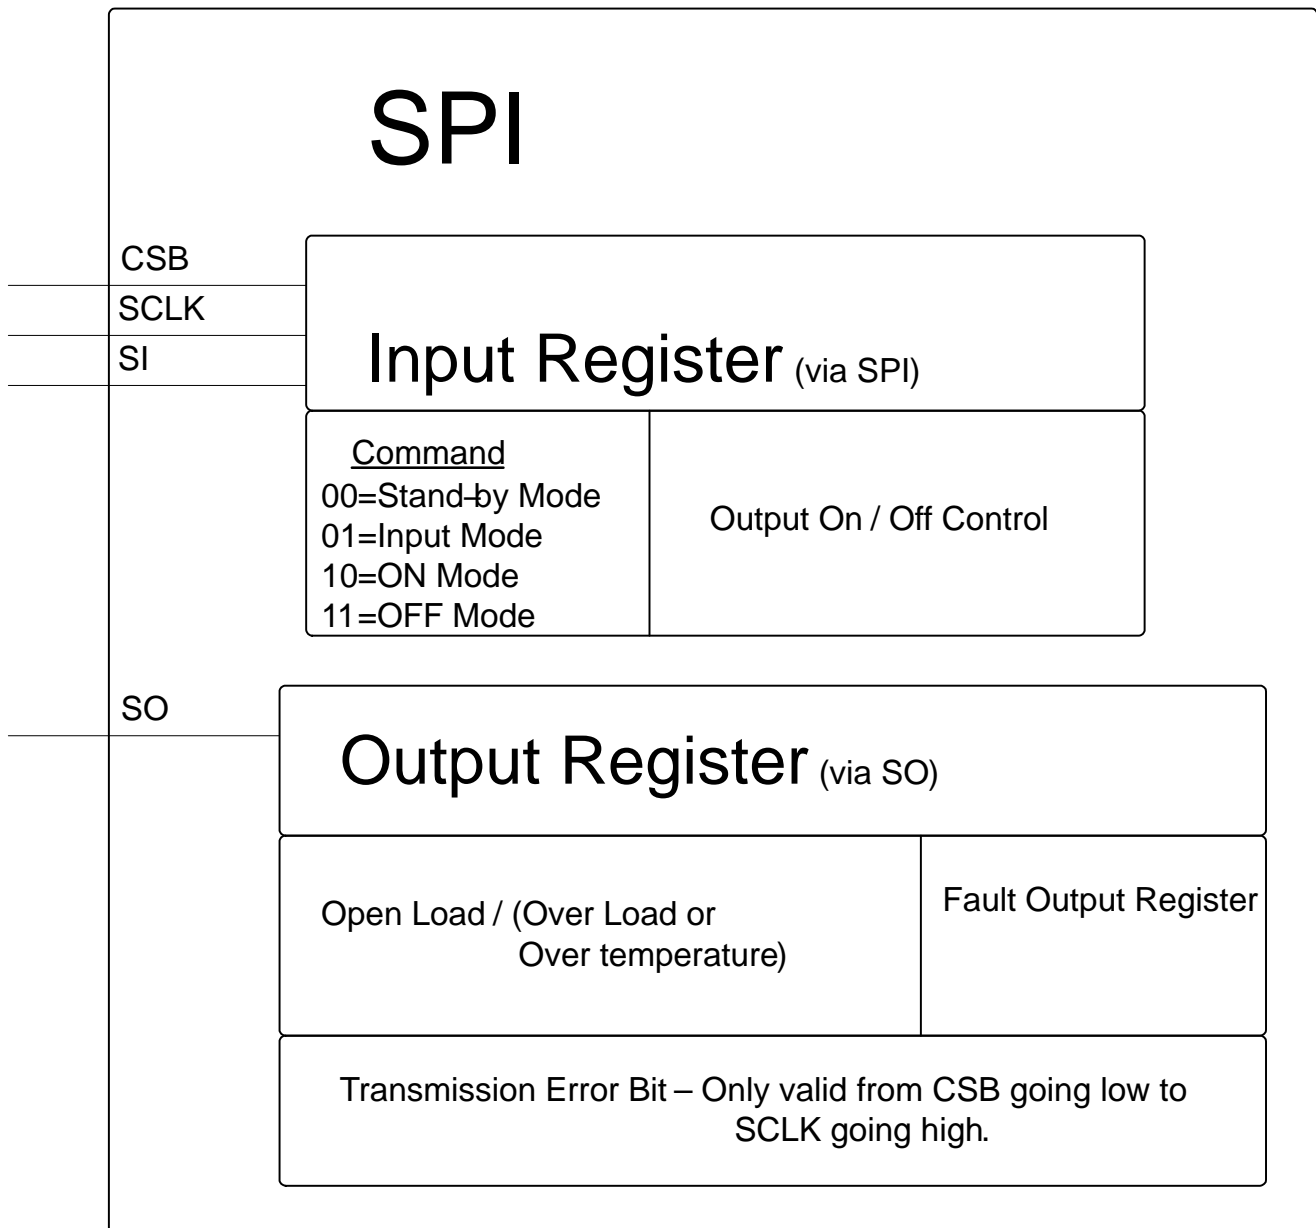 SPI
CSB
SCLK
SI
Input Register (via SPI)
Command
00=Stand-by Mode
01=Input Mode
10=ON Mode
11=OFF Mode
Output On / Off Control
SO
Output Register (via SO)
Open Load / (Over Load or
Over temperature)
Fault Output Register
Transmission Error Bit – Only valid from CSB going low to
SCLK going high.